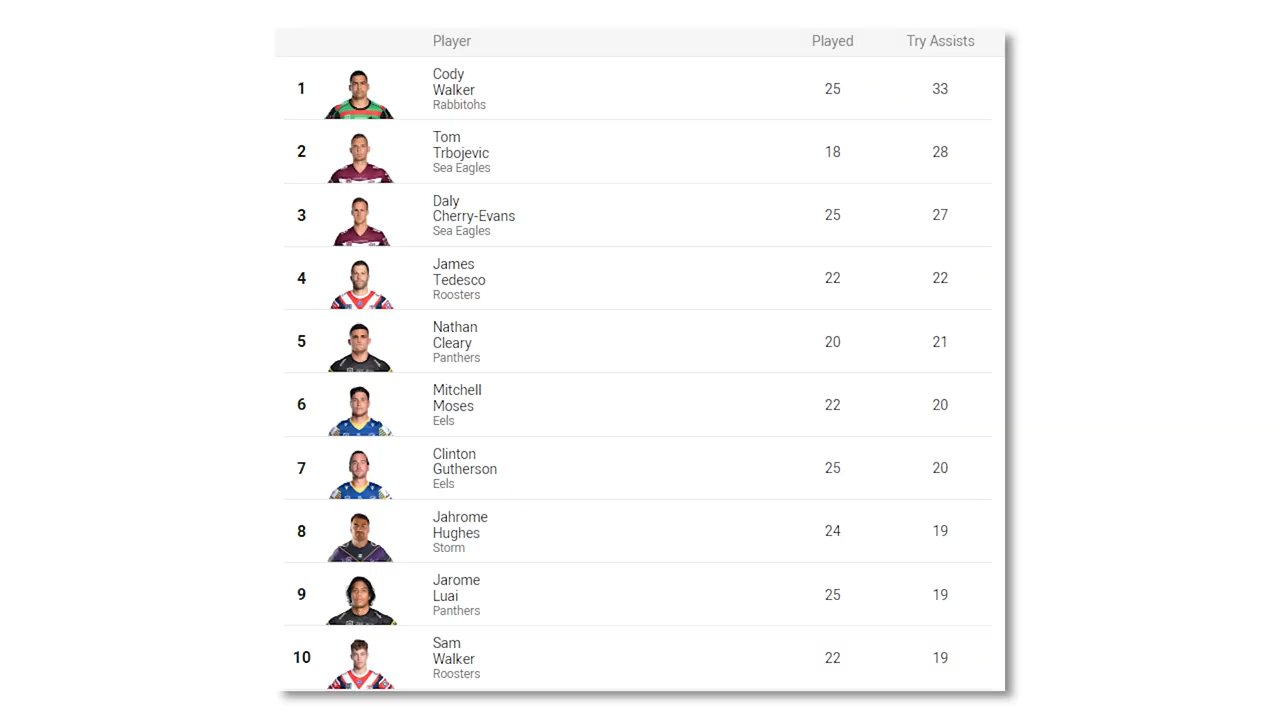 Player Played Try Assists
1 Cody Walker Rabbitohs 25 33
2 Tom Trbojevic Sea Eagles 18 28
3 Daly Cherry-Evans Sea Eagles 25 27
4 James Tedesco Roosters 22 22
5 Nathan Cleary Panthers 20 21
6 Mitchell Moses Eels 22 20
7 Clinton Gutherson Eels 25 20
8 Jahrome Hughes Storm 24 19
9 Jarome Luai Panthers 25 19
10 Sam Walker Roosters 22 19